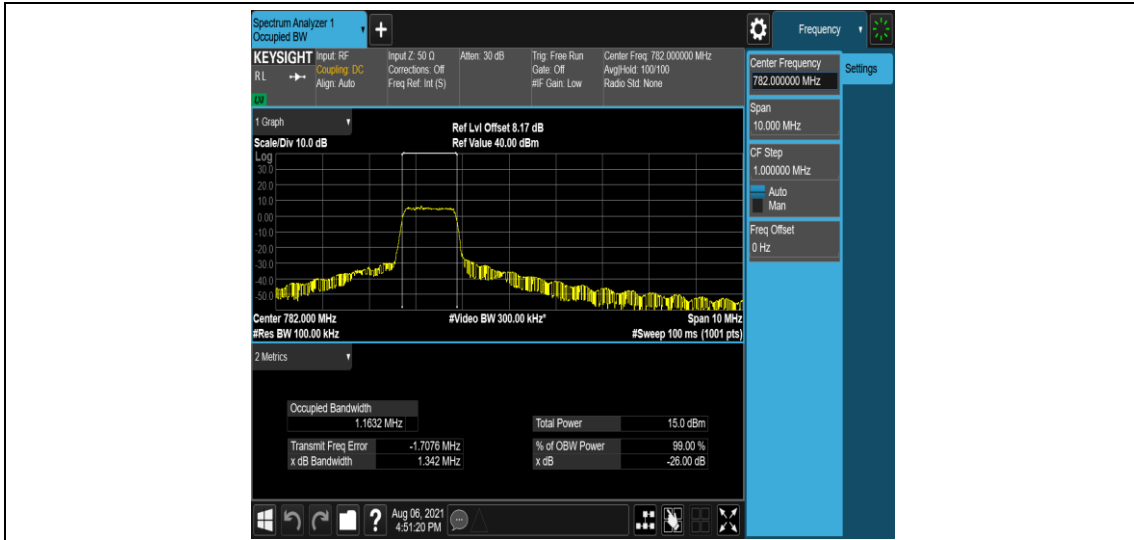 Spectrum Analyzer 1
Occupied BW
+
Frequency
KEYSIGHT Input: RF Input Z: 50 Ω Atten: 30 dB Trig: Free Run Center Freq: 782.000000 MHz
RL Coupling: DC Corrections: Off Gate: Off Avg|Hold: 100/100
Align: Auto Freq Ref: Int (S) #IF Gain: Low Radio Std: None
LXI
Center Frequency
782.000000 MHz
Settings
Span
10.000 MHz
CF Step
1.000000 MHz
Auto
Man
Freq Offset
0 Hz
1 Graph
Ref Lvl Offset 8.17 dB
Scale/Div 10.0 dB Ref Value 40.00 dBm
Log
30.0
20.0
10.0
0.00
-10.0
-20.0
-30.0
-40.0
-50.0
Center 782.000 MHz #Video BW 300.00 kHz* Span 10 MHz
#Res BW 100.00 kHz #Sweep 100 ms (1001 pts)
2 Metrics
Occupied Bandwidth
1.1632 MHz Total Power 15.0 dBm
Transmit Freq Error -1.7076 MHz % of OBW Power 99.00 %
x dB Bandwidth 1.342 MHz x dB -26.00 dB
? Aug 06, 2021
4:51:20 PM